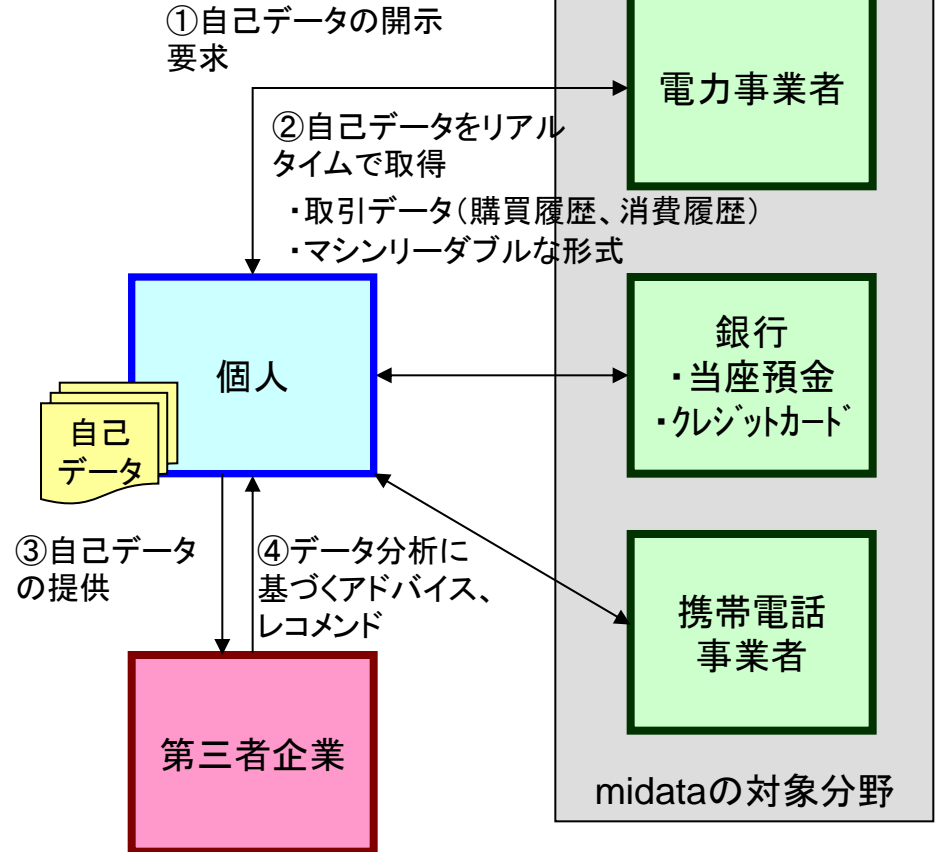 ①自己データの開示
要求
電力事業者
②自己データをリアル
タイムで取得
・取引データ（購買履歴、消費履歴）
・マシンリーダブルな形式
個人
銀行
・当座預金
・ｸﾚｼﾞｯﾄｶｰﾄﾞ
自己
データ
③自己データ
の提供
④データ分析に
基づくアドバイス、
レコメンド
携帯電話
事業者
第三者企業
midataの対象分野